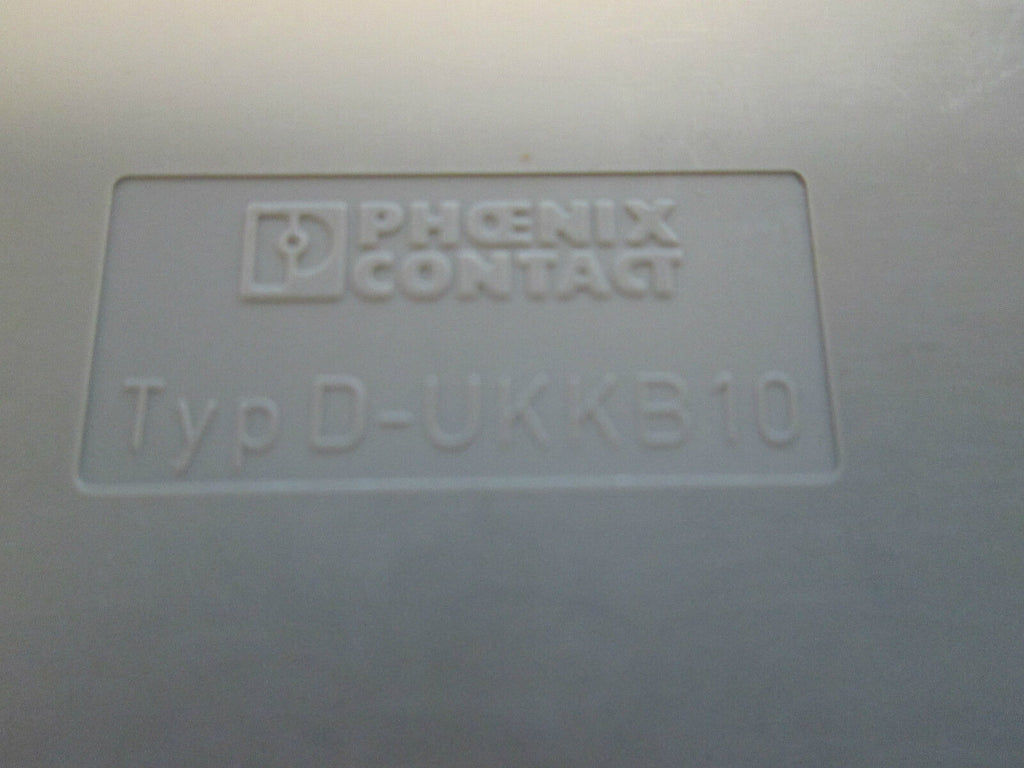 PHŒNIX
CONTACT
Typ D-UKKB10